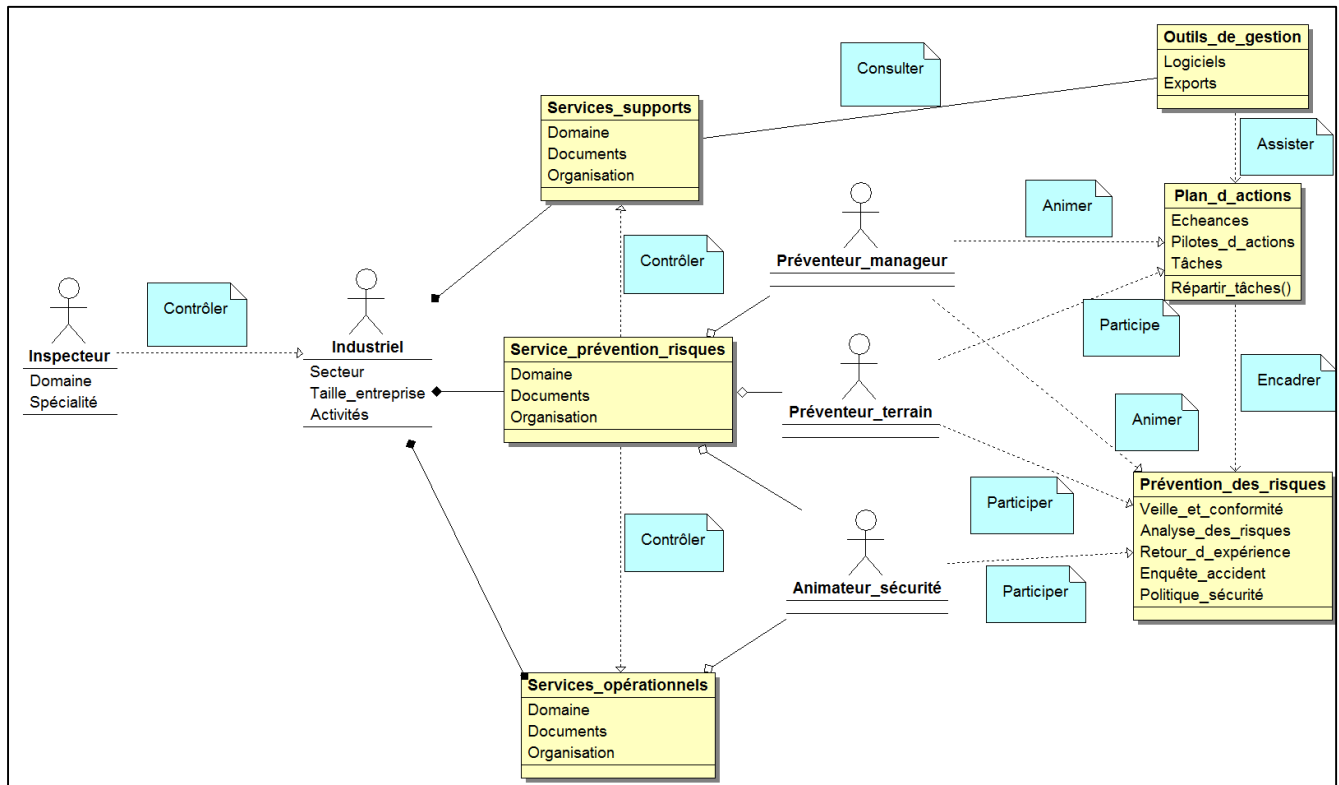 Outils_de_gestion
Logiciels
Exports
Consulter
Services_supports
Domaine
Documents
Organisation
Assister
Plan_d_actions
Echeances
Pilotes_d_actions
Tâches
Répartir_tâches()
Animer
Préventeur_manageur
Contrôler
Contrôler
Inspecteur
Domaine
Spécialité
Industriel
Secteur
Taille_entreprise
Activités
Service_prévention_risques
Domaine
Documents
Organisation
Participe
Préventeur_terrain
Encadrer
Animer
Prévention_des_risques
Veille_et_conformité
Analyse_des_risques
Retour_d_expérience
Enquête_accident
Politique_sécurité
Participer
Contrôler
Animateur_sécurité
Participer
Services_opérationnels
Domaine
Documents
Organisation